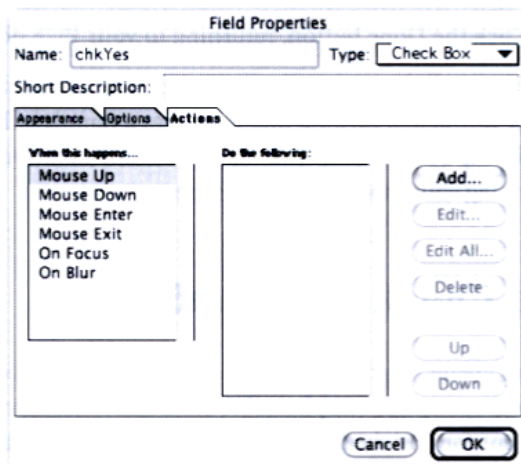 Field Properties
Name: chkYes Type: Check Box
Short Description:
Appearance Options Actions
When this happens... Do the following:
Mouse Up
Mouse Down
Mouse Enter
Mouse Exit
On Focus
On Blur
Add...
Edit...
Edit All...
Delete
Up
Down
Cancel OK